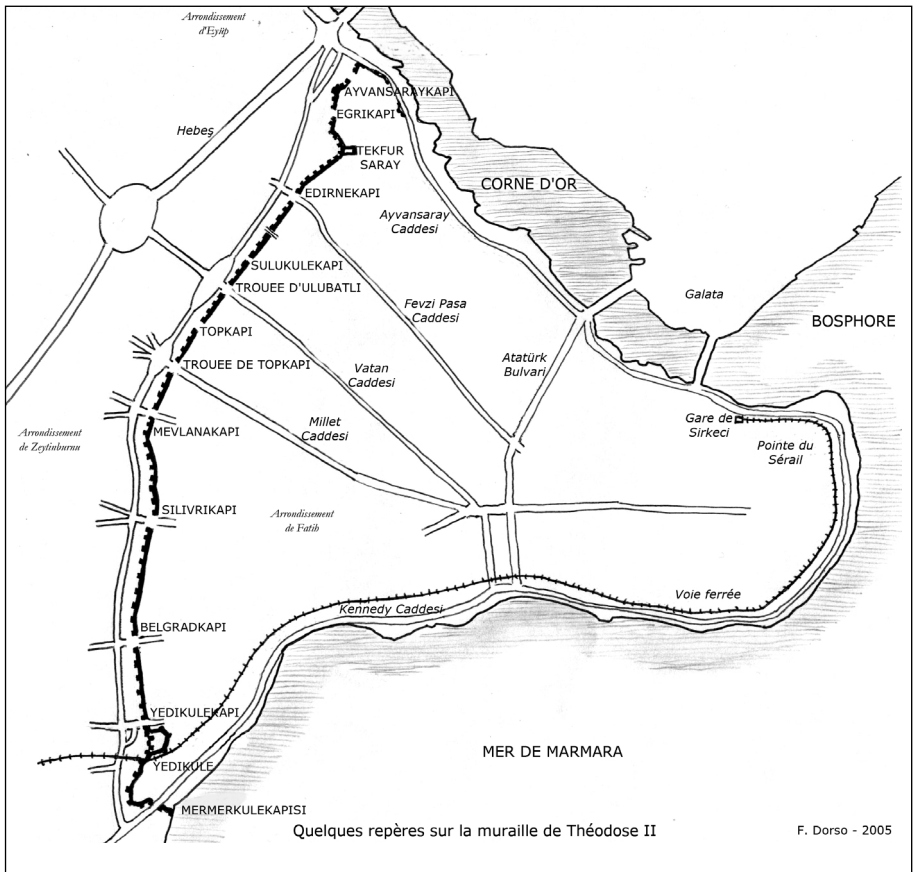 Arrondissement
d'Eyüp
AYVANSARAYKAPI
EGRIKAPI
Hebeş
TEKFUR
SARAY
CORNE D'OR
EDIRNEKAPI
Ayvansaray
Caddesi
SULUKULEKAPI
TROUEE D'ULUBATLI
Galata
Fevzi Pasa
Caddesi
BOSPHORE
TOPKAPI
TROUEE DE TOPKAPI
Vatan
Caddesi
Atatürk
Bulvari
Millet
Caddesi
Gare de
Sirkeci
Arrondissement
de Zeytinburnu
MEVLANAKAPI
Pointe du
Sérail
SILIVRIKAPI
Arrondissement
de Fatih
Voie ferrée
Kennedy Caddesi
BELGRADKAPI
YEDIKULEKAPI
MER DE MARMARA
YEDIKULE
MERMERKULEKAPISI
Quelques repères sur la muraille de Théodose II
F. Dorso - 2005